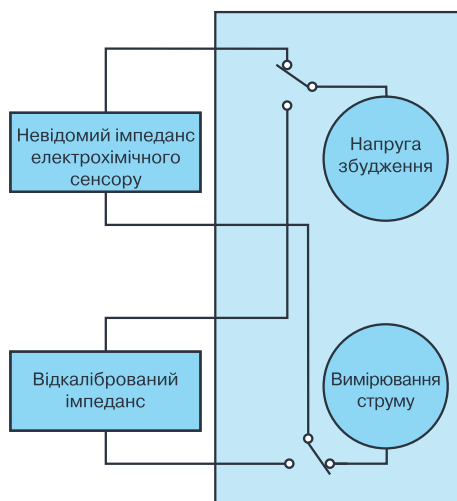 Невідомий імпеданс
електрохімічного
сенсору
Напруга
збудження
Відкалібрований
імпеданс
Вимірювання
струму